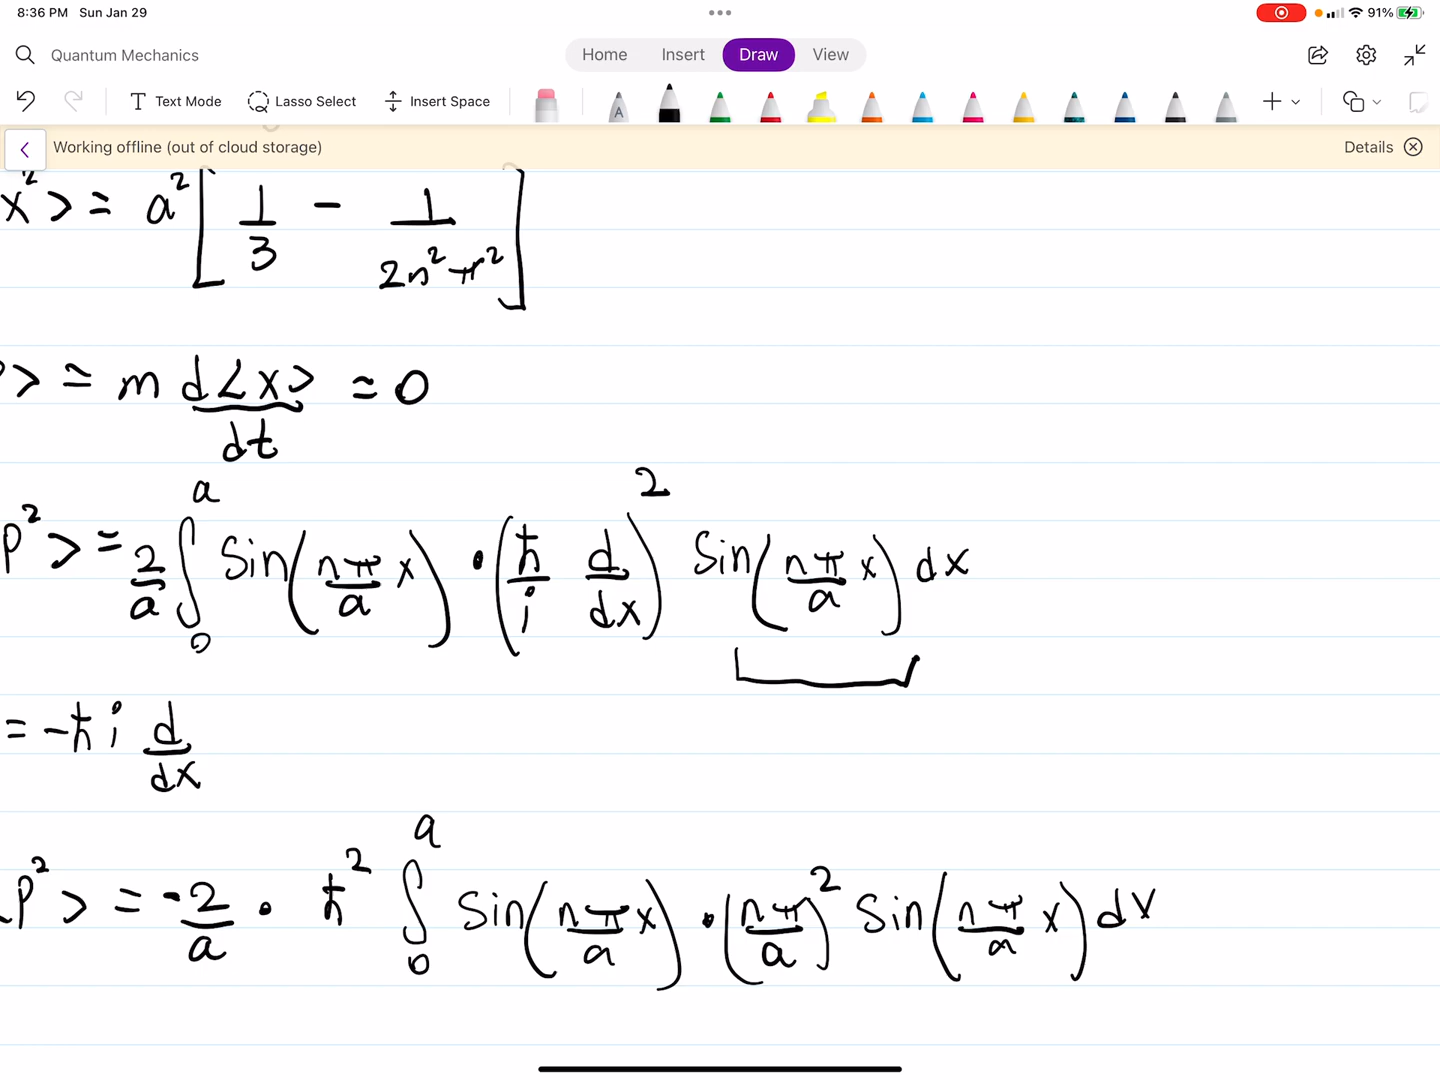 8:36 PM Sun Jan 29 91%
Quantum Mechanics Home Insert Draw View
T Text Mode Lasso Select Insert Space A
Working offline (out of cloud storage) Details
x² > = a² [ 1/3 - 1/(2n²π²) ]
> = m d<x>/dt = 0
p² > = 2/a ∫₀ᵃ Sin(nπ/a x) · (ħ/i d/dx)² Sin(nπ/a x) dx
= -ħ i d/dx
<p² > = -2/a · ħ² ∫₀ᵃ Sin(nπ/a x) · (nπ/a)² Sin(nπ/a x) dx